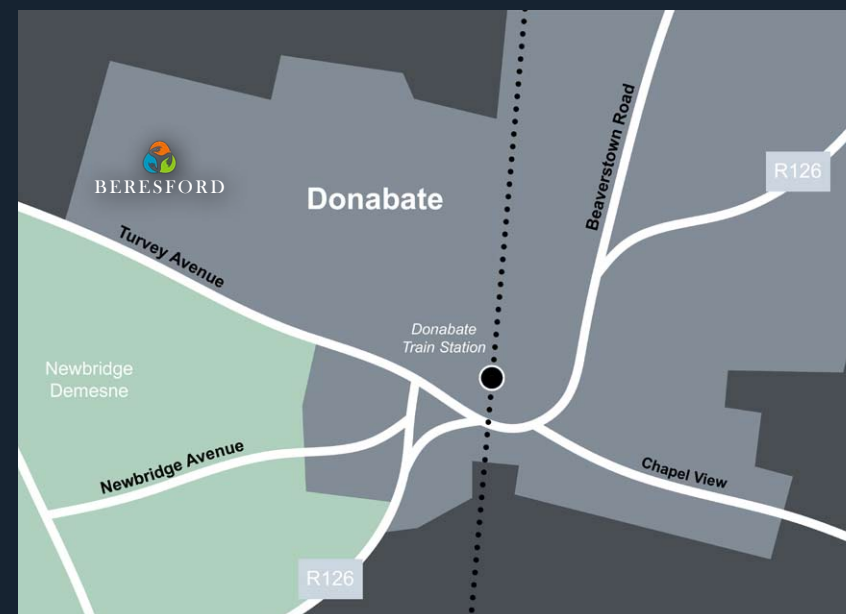 Beaverstown Road
R126
BERESFORD
Donabate
Turvey Avenue
Donabate
Train Station
Newbridge
Demesne
Newbridge Avenue
Chapel View
R126